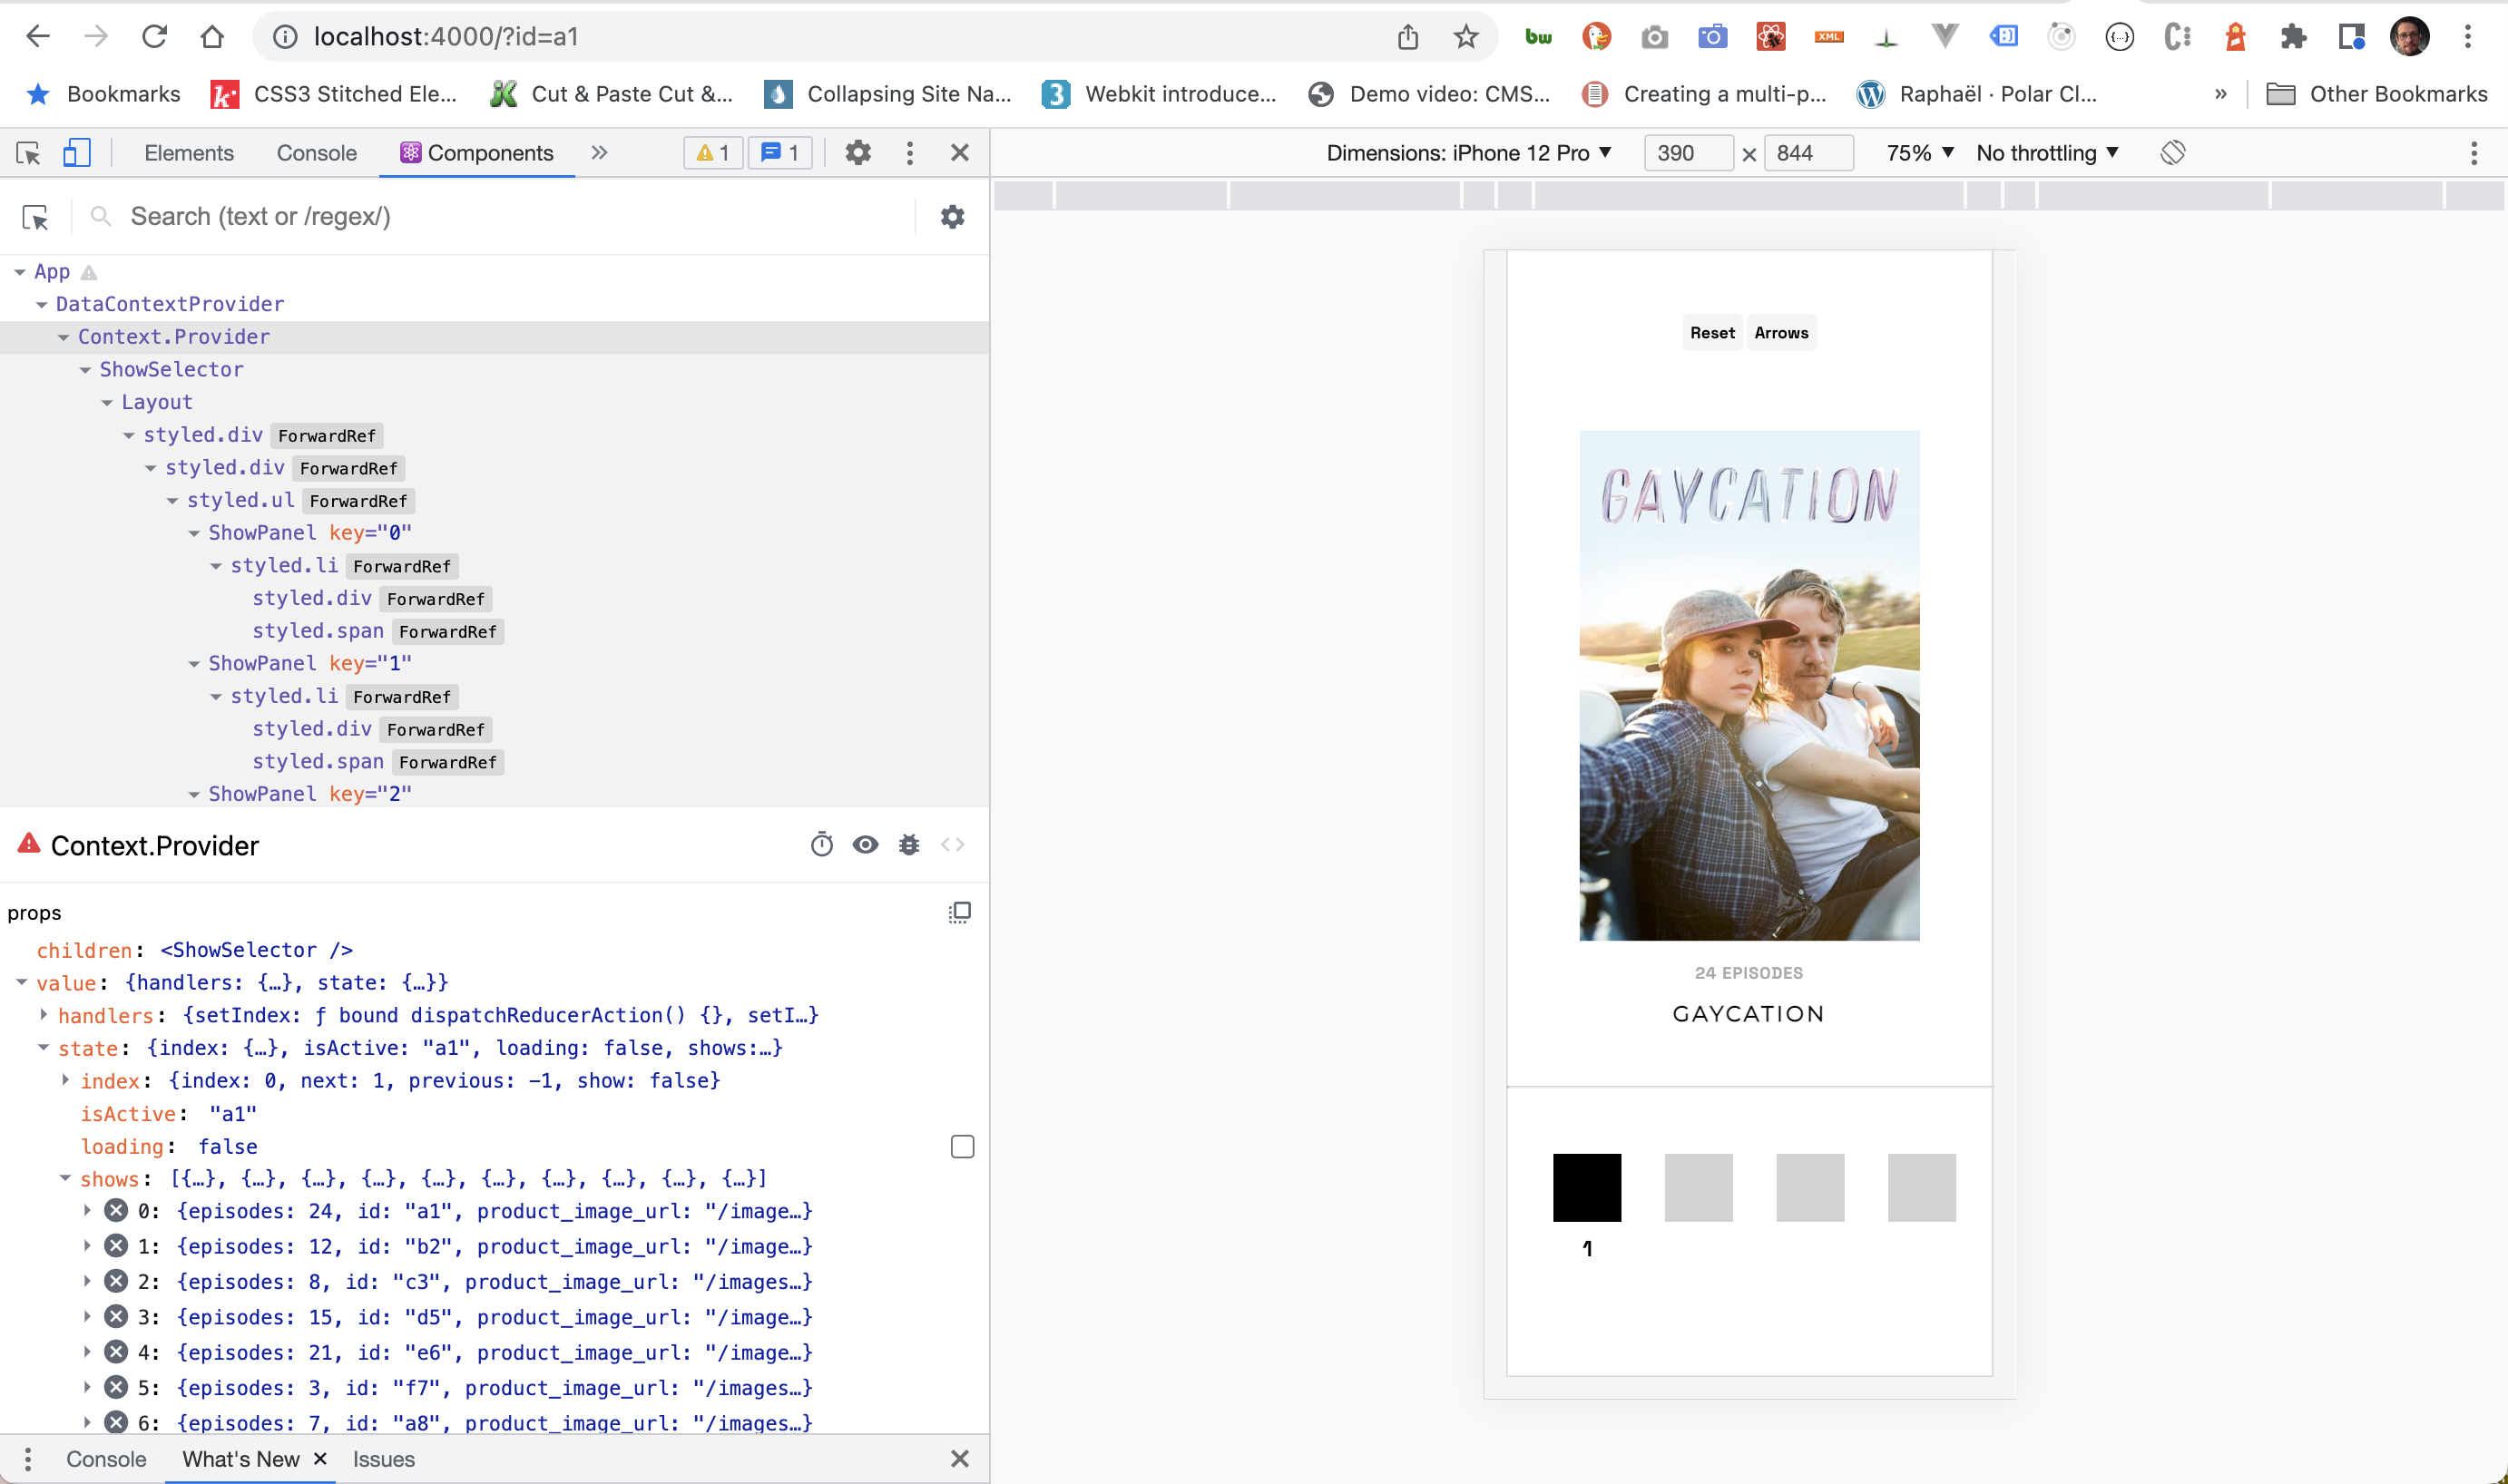 localhost:4000/?id=a1
bw
XML
Bookmarks
CSS3 Stitched Ele...
Cut & Paste Cut &...
Collapsing Site Na...
Webkit introduce...
Demo video: CMS...
Creating a multi-p...
Raphaël · Polar Cl...
»
Other Bookmarks
Elements Console Components » 1 1
Dimensions: iPhone 12 Pro ▼ 390 × 844 75% ▼ No throttling ▼
Search (text or /regex/)
App
DataContextProvider
Context.Provider
ShowSelector
Layout
styled.div ForwardRef
styled.div ForwardRef
styled.ul ForwardRef
ShowPanel key="0"
styled.li ForwardRef
styled.div ForwardRef
styled.span ForwardRef
ShowPanel key="1"
styled.li ForwardRef
styled.div ForwardRef
styled.span ForwardRef
ShowPanel key="2"
Context.Provider
props
children: <ShowSelector />
value: {handlers: {…}, state: {…}}
handlers: {setIndex: ƒ bound dispatchReducerAction() {}, setI…}
state: {index: {…}, isActive: "a1", loading: false, shows:…}
index: {index: 0, next: 1, previous: −1, show: false}
isActive: "a1"
loading: false
shows: [{…}, {…}, {…}, {…}, {…}, {…}, {…}, {…}, {…}, {…}]
0: {episodes: 24, id: "a1", product_image_url: "/image…}
1: {episodes: 12, id: "b2", product_image_url: "/image…}
2: {episodes: 8, id: "c3", product_image_url: "/images…}
3: {episodes: 15, id: "d5", product_image_url: "/image…}
4: {episodes: 21, id: "e6", product_image_url: "/image…}
5: {episodes: 3, id: "f7", product_image_url: "/images…}
6: {episodes: 7, id: "a8", product_image_url: "/images…}
Console What's New × Issues
Reset Arrows
GAYCATION
24 EPISODES
GAYCATION
1